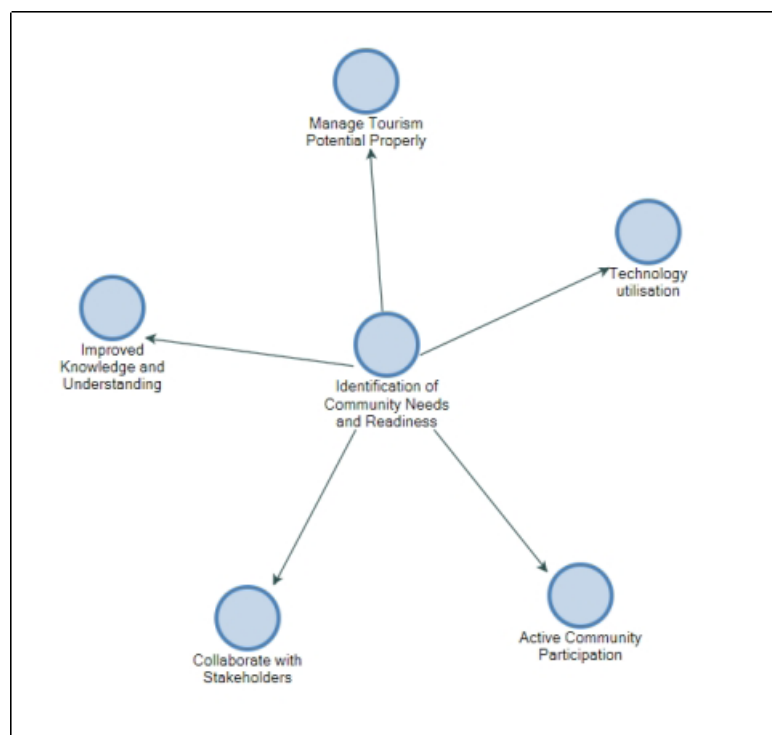 Manage Tourism
Potential Properly
Technology
utilisation
Improved
Knowledge and
Understanding
Identification of
Community Needs
and Readiness
Active Community
Participation
Collaborate with
Stakeholders